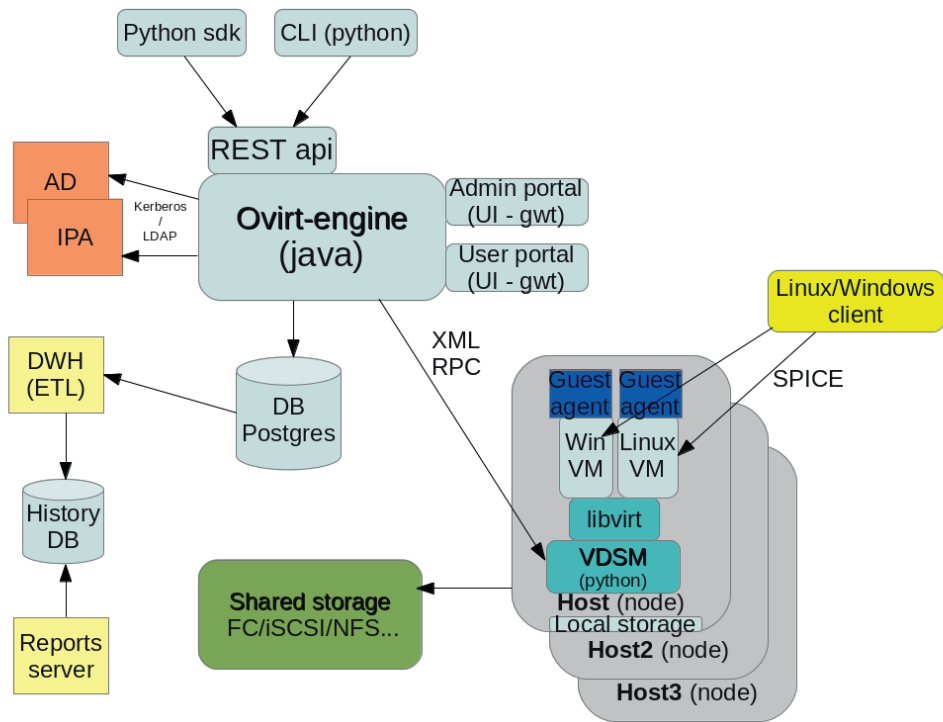 Python sdk
CLI (python)
REST api
AD
IPA
Kerberos
/
LDAP
Ovirt-engine
(java)
Admin portal
(UI - gwt)
User portal
(UI - gwt)
Linux/Windows
client
XML
RPC
SPICE
DWH
(ETL)
DB
Postgres
History
DB
Reports
server
Guest
agent
Guest
agent
Win
VM
Linux
VM
libvirt
VDSM
(python)
Host (node)
Local storage
Host2 (node)
Host3 (node)
Shared storage
FC/iSCSI/NFS...